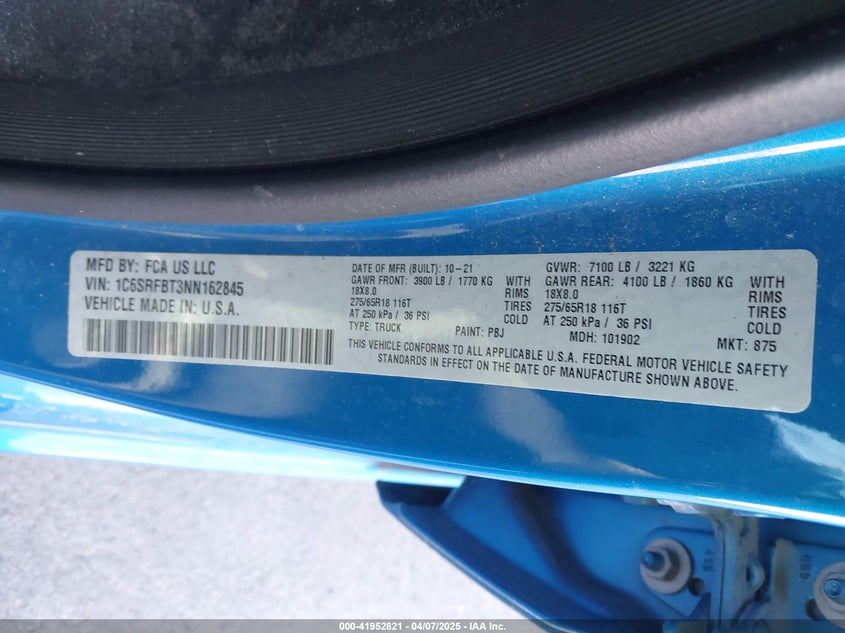 MFD BY: FCA US LLC
VIN: 1C6SRFBT3NN162845
VEHICLE MADE IN: U.S.A.
DATE OF MFR (BUILT): 10-21 GVWR: 7100 LB / 3221 KG
GAWR FRONT: 3900 LB / 1770 KG WITH GAWR REAR: 4100 LB / 1860 KG WITH
18X8.0 RIMS 18X8.0 RIMS
275/65R18 116T TIRES 275/65R18 116T TIRES
AT 250 kPa / 36 PSI COLD AT 250 kPa / 36 PSI COLD
TYPE: TRUCK PAINT: PBJ MDH: 101902 MKT: 875
THIS VEHICLE CONFORMS TO ALL APPLICABLE U.S.A. FEDERAL MOTOR VEHICLE SAFETY
STANDARDS IN EFFECT ON THE DATE OF MANUFACTURE SHOWN ABOVE.
499
000-41952821 - 04/07/2025 - IAA Inc.